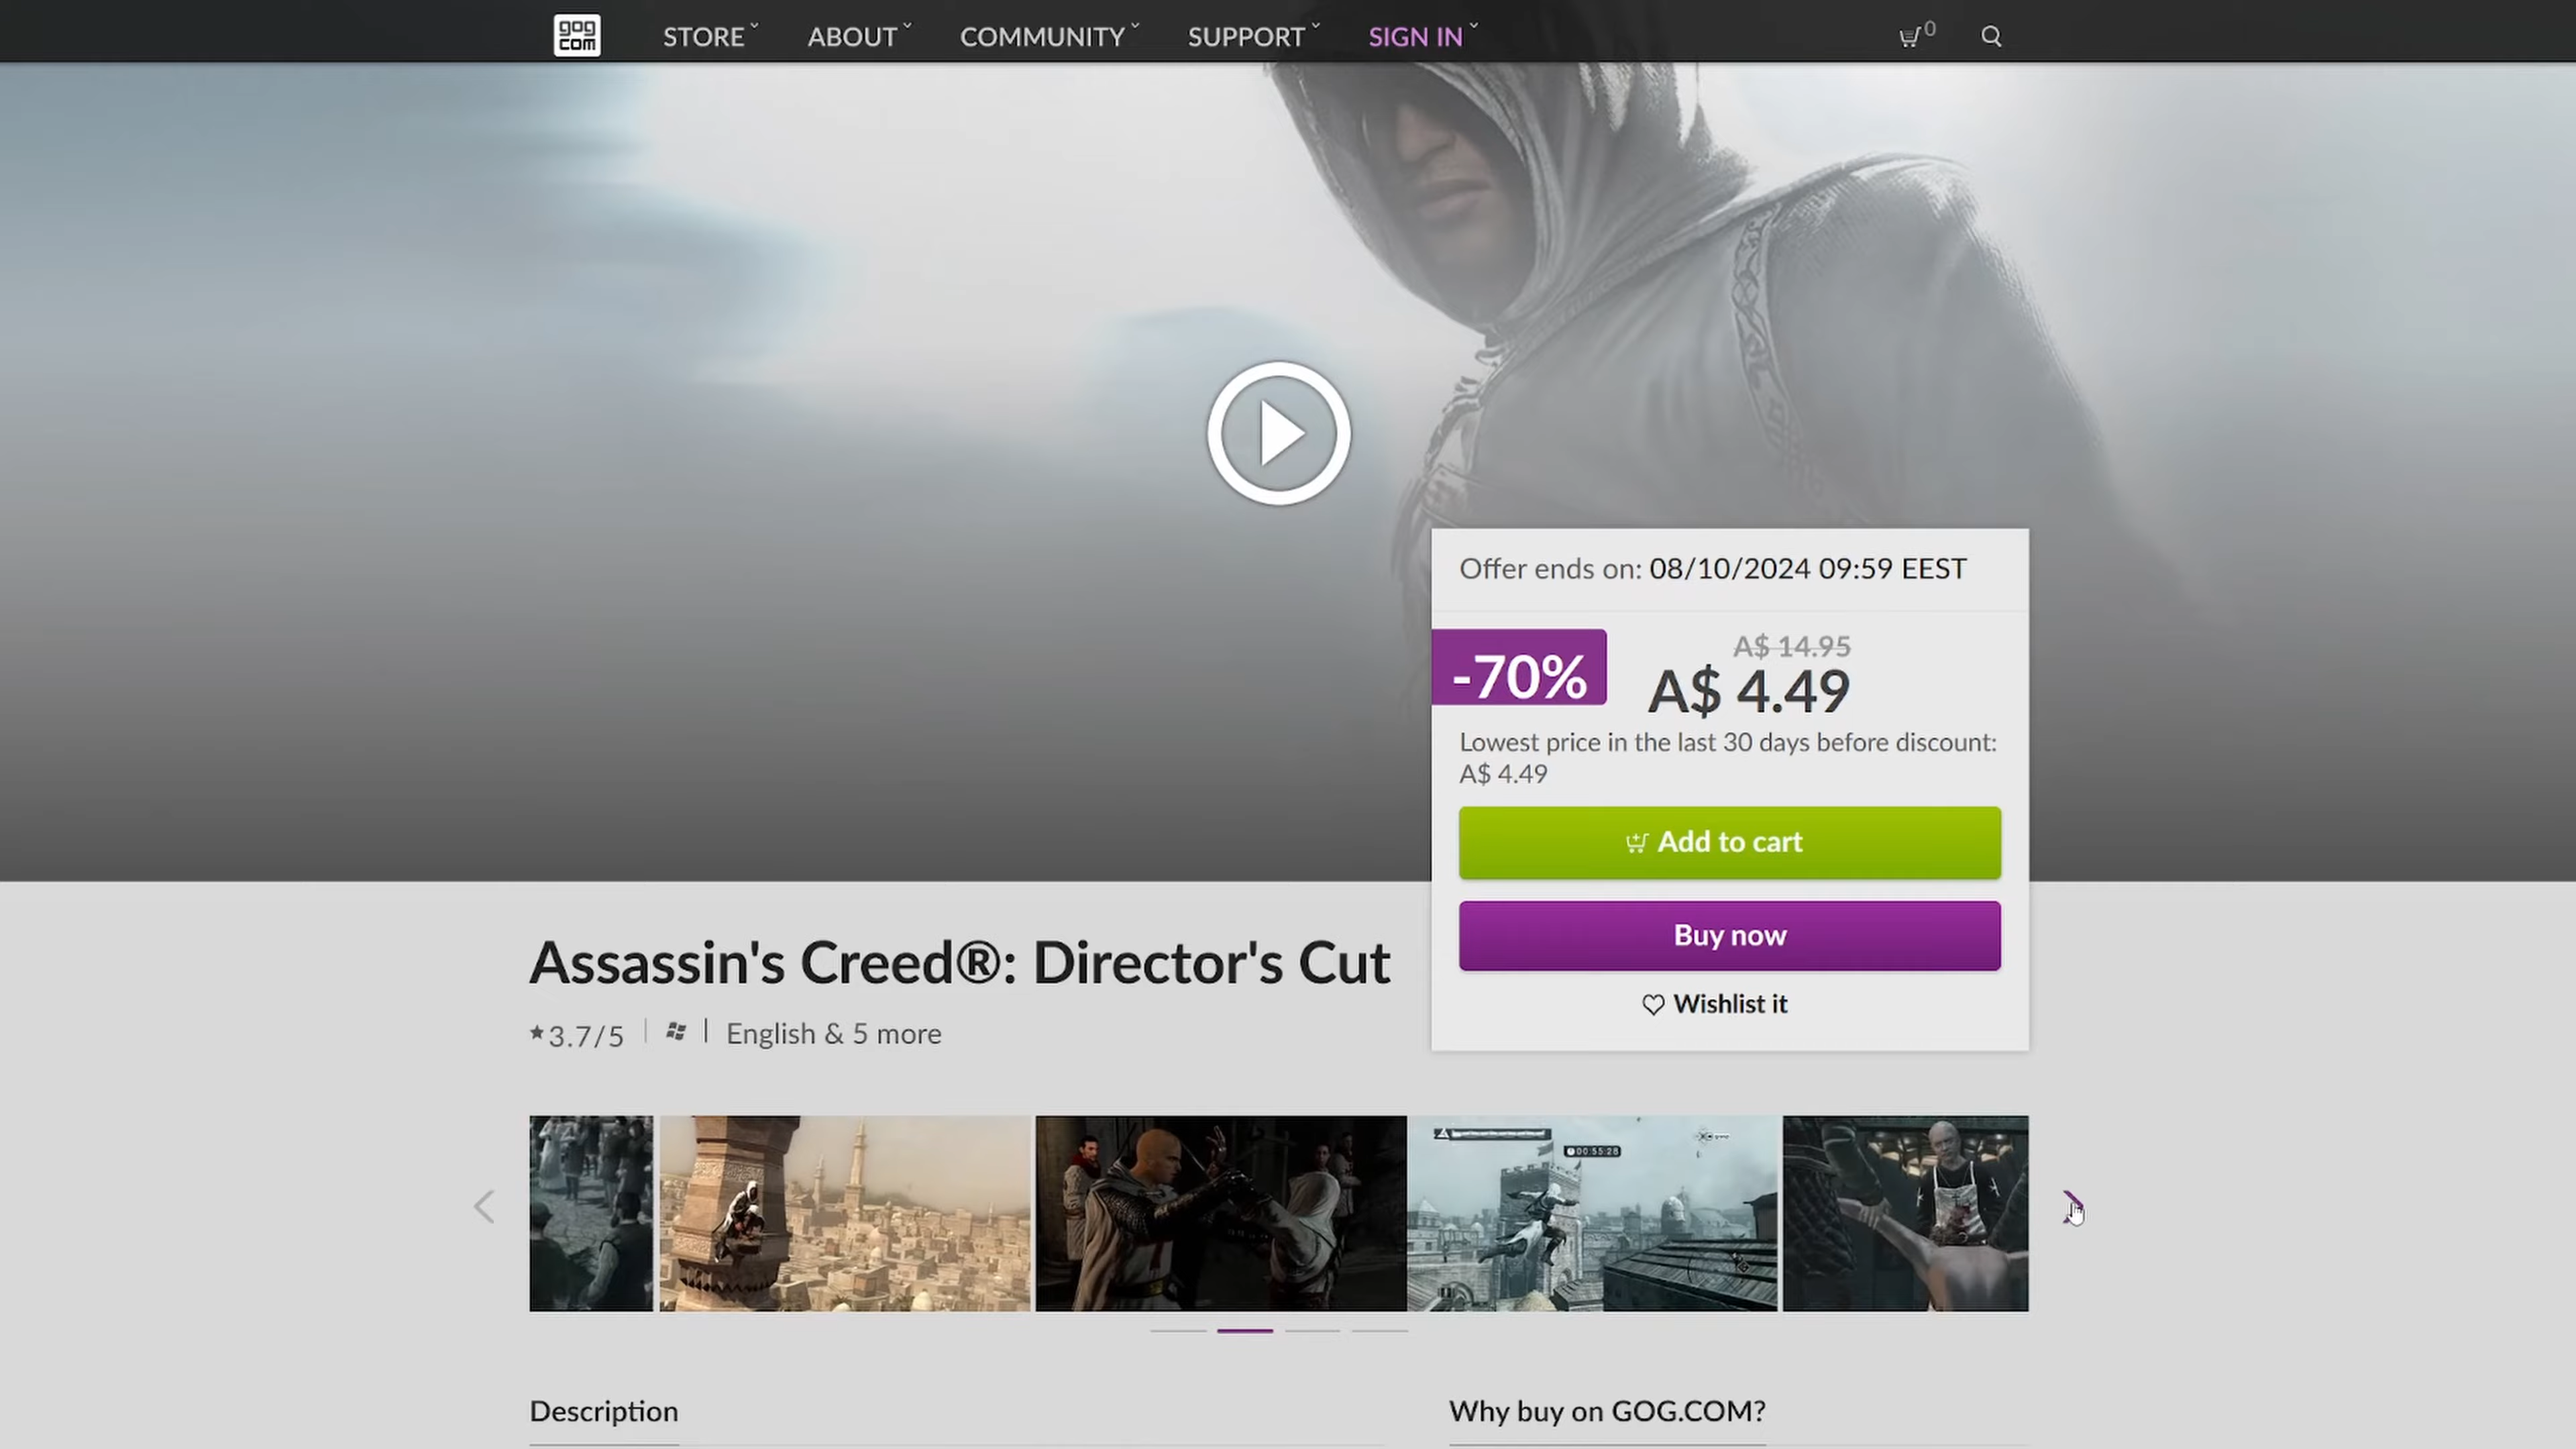 gog
com
STORE
ABOUT
COMMUNITY
SUPPORT
SIGN IN
0
Offer ends on: 08/10/2024 09:59 EEST
-70%
A$ 14.95
A$ 4.49
Lowest price in the last 30 days before discount:
A$ 4.49
Add to cart
Buy now
Wishlist it
Assassin's Creed®: Director's Cut
3.7/5
English & 5 more
00:55:28
Description
Why buy on GOG.COM?